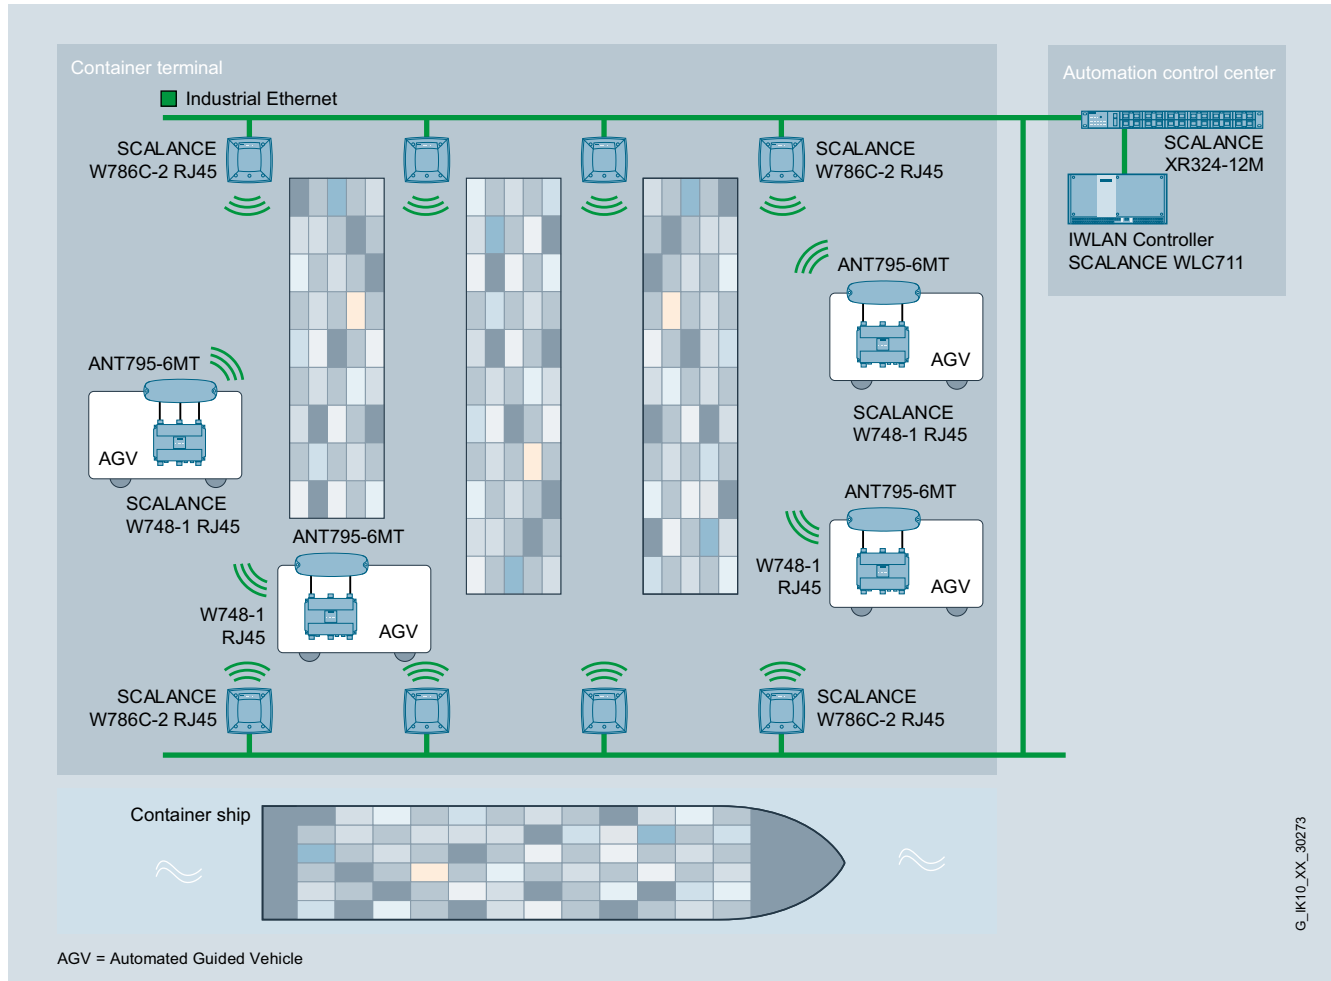 Container terminal
Industrial Ethernet
SCALANCE
W786C-2 RJ45
SCALANCE
W786C-2 RJ45
Automation control center
SCALANCE
XR324-12M
IWLAN Controller
SCALANCE WLC711
ANT795-6MT
AGV
SCALANCE
W748-1 RJ45
ANT795-6MT
AGV
SCALANCE
W748-1 RJ45
ANT795-6MT
W748-1
RJ45
AGV
ANT795-6MT
W748-1
RJ45
AGV
SCALANCE
W786C-2 RJ45
SCALANCE
W786C-2 RJ45
Container ship
AGV = Automated Guided Vehicle
G_IK10_XX_30273